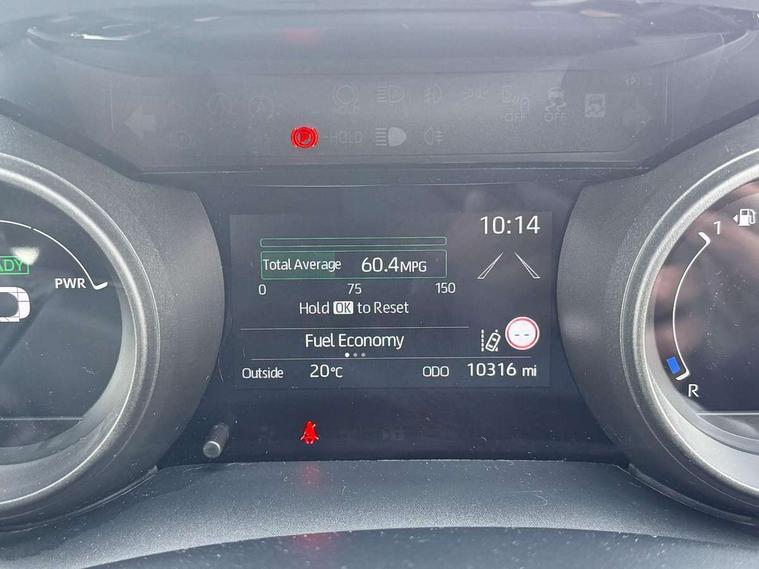 OFF
OFF
HOLD
10:14
Total Average 60.4MPG
0 75 150
Hold OK to Reset
Fuel Economy
--
Outside 20°C ODO 10316 mi
PWR
1
R